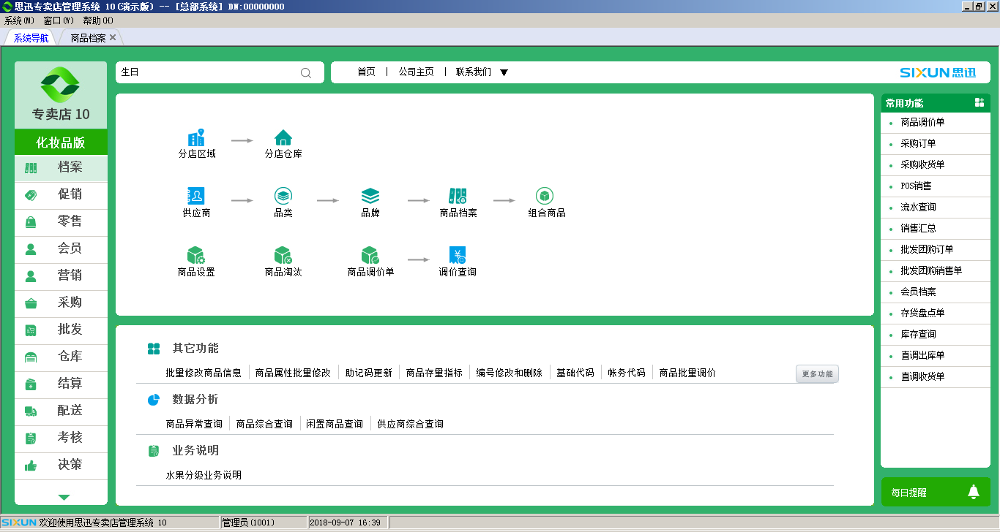 思迅专卖店管理系统 10(演示版) -- [总部系统] DN:00000000
系统(M) 窗口(W) 帮助(H)
系统导航 商品档案
生日
首页 | 公司主页 | 联系我们
SIXUN思迅
专卖店 10
化妆品版
档案
促销
零售
会员
营销
采购
批发
仓库
结算
配送
考核
决策
分店区域 分店仓库
供应商 品类 品牌 商品档案 组合商品
商品设置 商品淘汰 商品调价单 调价查询
其它功能
批量修改商品信息 商品属性批量修改 助记码更新 商品存量指标 编号修改和删除 基础代码 帐务代码 商品批量调价 更多功能
数据分析
商品异常查询 商品综合查询 闲置商品查询 供应商综合查询
业务说明
水果分级业务说明
常用功能
商品调价单
采购订单
采购收货单
POS销售
流水查询
销售汇总
批发团购订单
批发团购销售单
会员档案
存货盘点单
库存查询
直调出库单
直调收货单
每日提醒
SIXUN 欢迎使用思迅专卖店管理系统 10 管理员(1001) 2018-09-07 16:39